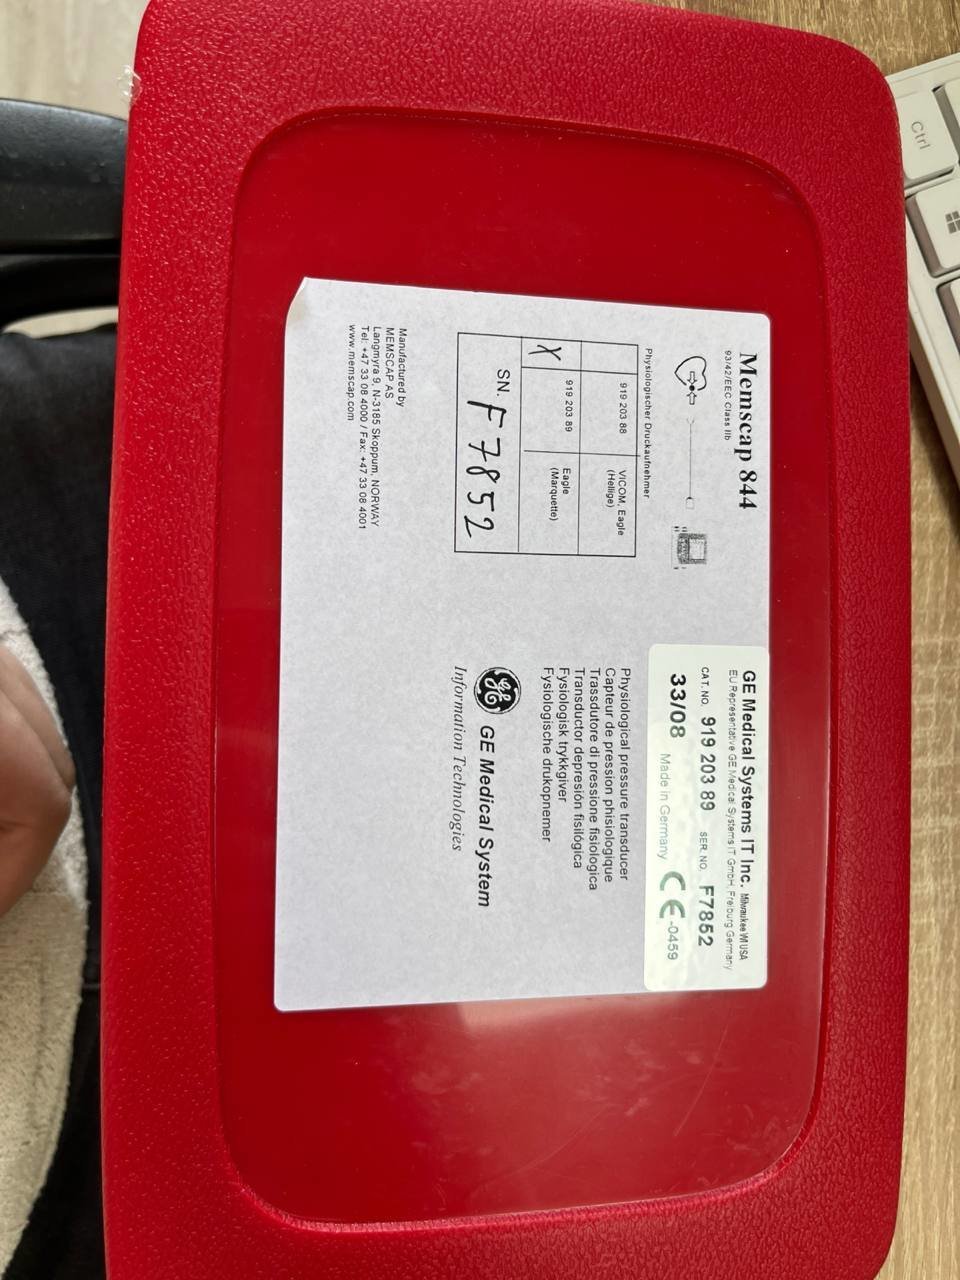 Memscap 844
93/42/EEC Class IIb
Physiologischer Druckaufnehmer
919 203 88
VICOM, Eagle
(Hellige)
X
919 203 89
Eagle
(Marquette)
SN. F7852
Manufactured by
MEMSCAP AS
Langmyra 9, N-3185 Skoppum, NORWAY
Tel: +47 33 08 4000 / Fax: +47 33 08 4001
www.memscap.com
GE Medical Systems IT Inc. Milwaukee WI USA
EU Representative GE Medical Systems IT GmbH, Freiburg Germany
CAT. NO. 919 203 89 SER. NO. F7852
33/08 Made in Germany CE-0459
Physiological pressure transducer
Capteur de pression phisiologique
Trassdutore di pressione fisiologica
Transductor depresión fisilógica
Fysiologisk trykkgiver
Fysiologische drukopnemer
GE GE Medical System
Information Technologies
Ctrl